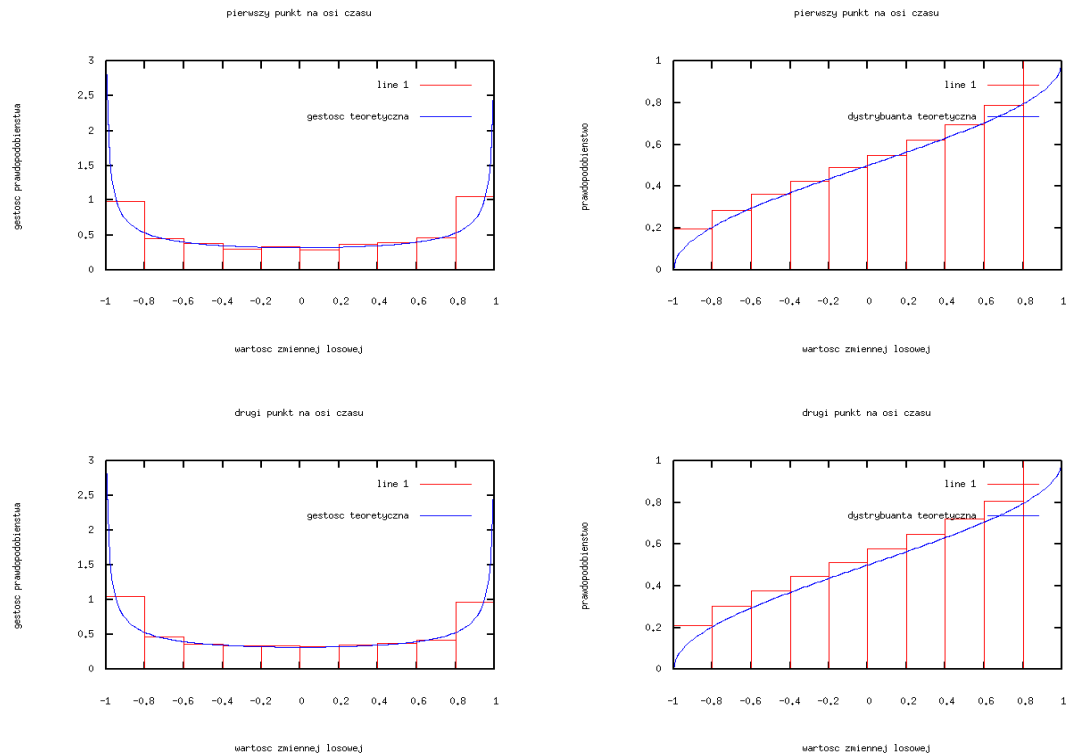 pierwszy punkt na osi czasu
3
2.5
2
1.5
1
0.5
0
gestosc prawdopodobienstwa
line 1
gestosc teoretyczna
-1 -0.8 -0.6 -0.4 -0.2 0 0.2 0.4 0.6 0.8 1
wartosc zmiennej losowej
pierwszy punkt na osi czasu
1
0.8
0.6
0.4
0.2
0
prawdopodobienstwo
line 1
dystrybuanta teoretyczna
-1 -0.8 -0.6 -0.4 -0.2 0 0.2 0.4 0.6 0.8 1
wartosc zmiennej losowej
drugi punkt na osi czasu
3
2.5
2
1.5
1
0.5
0
gestosc prawdopodobienstwa
line 1
gestosc teoretyczna
-1 -0.8 -0.6 -0.4 -0.2 0 0.2 0.4 0.6 0.8 1
wartosc zmiennej losowej
drugi punkt na osi czasu
1
0.8
0.6
0.4
0.2
0
prawdopodobienstwo
line 1
dystrybuanta teoretyczna
-1 -0.8 -0.6 -0.4 -0.2 0 0.2 0.4 0.6 0.8 1
wartosc zmiennej losowej